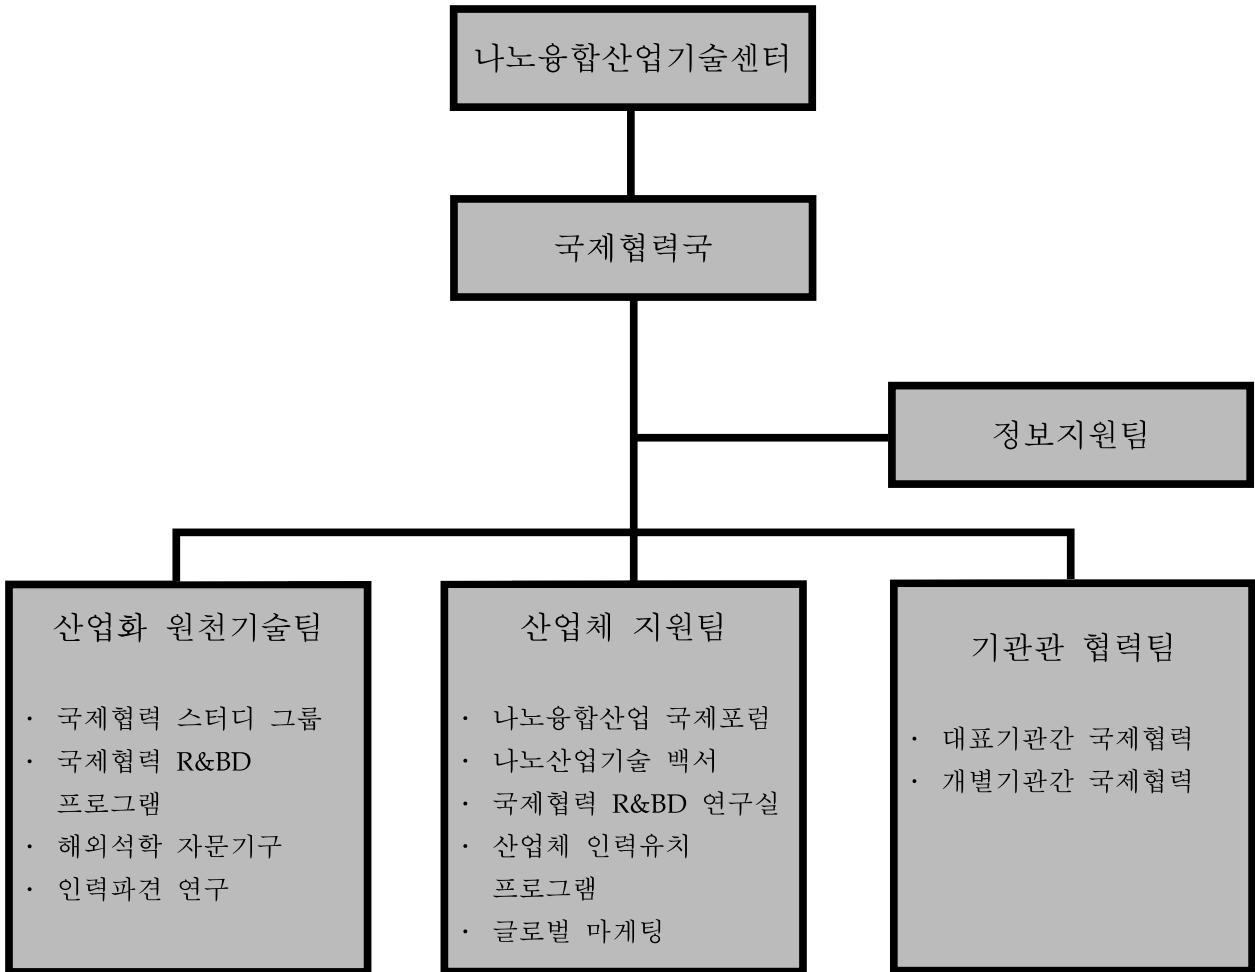 나노융합산업기술센터
국제협력국
정보지원팀
산업화 원천기술팀
· 국제협력 스터디 그룹
· 국제협력 R&BD
프로그램
· 해외석학 자문기구
· 인력파견 연구
산업체 지원팀
· 나노융합산업 국제포럼
· 나노산업기술 백서
· 국제협력 R&BD 연구실
· 산업체 인력유치
프로그램
· 글로벌 마게팅
기관관 협력팀
· 대표기관간 국제협력
· 개별기관간 국제협력